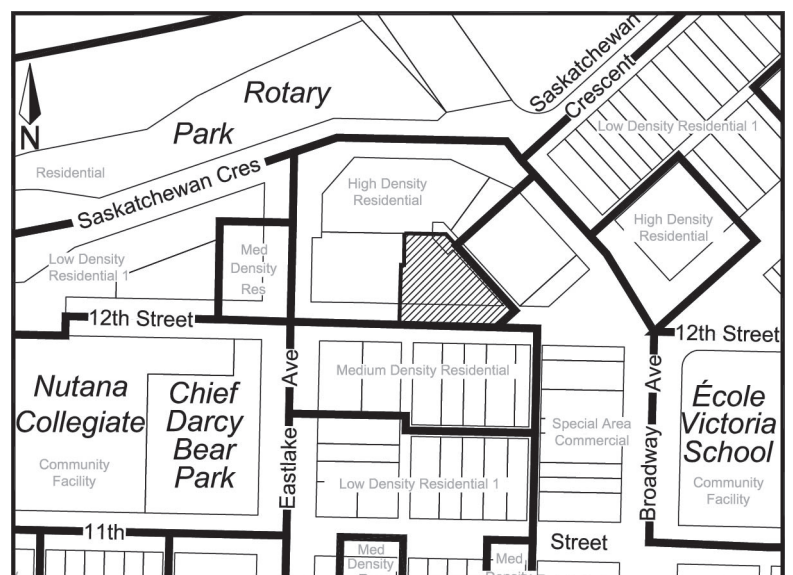 Saskatchewan
Crescent
Rotary
Park
N
Low Density Residential 1
Residential
Saskatchewan Cres
High Density
Residential
High Density
Residential
Low Density
Residential 1
Med
Density
Res
12th Street
12th Street
Medium Density Residential
Ave
Ave
Nutana
Collegiate
Chief
Darcy
Bear
Park
École
Victoria
School
Special Area
Commercial
Community
Facility
Eastlake
Low Density Residential 1
Broadway
Community
Facility
11th
Street
Med
Density
Med